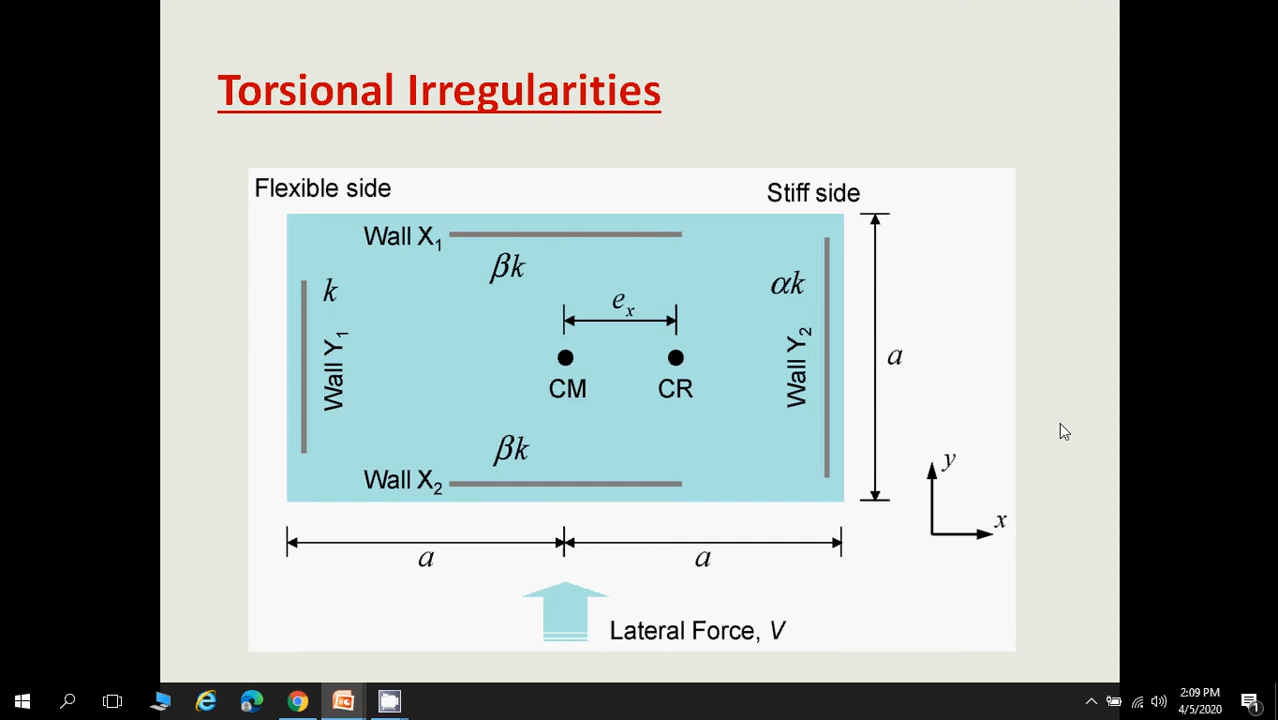 Torsional Irregularities
Flexible side
Stiff side
Wall X1
βk
k
αk
ex
Wall Y1
Wall Y2
a
CM
CR
βk
Wall X2
y
x
a
a
Lateral Force, V
2:09 PM
4/5/2020
1